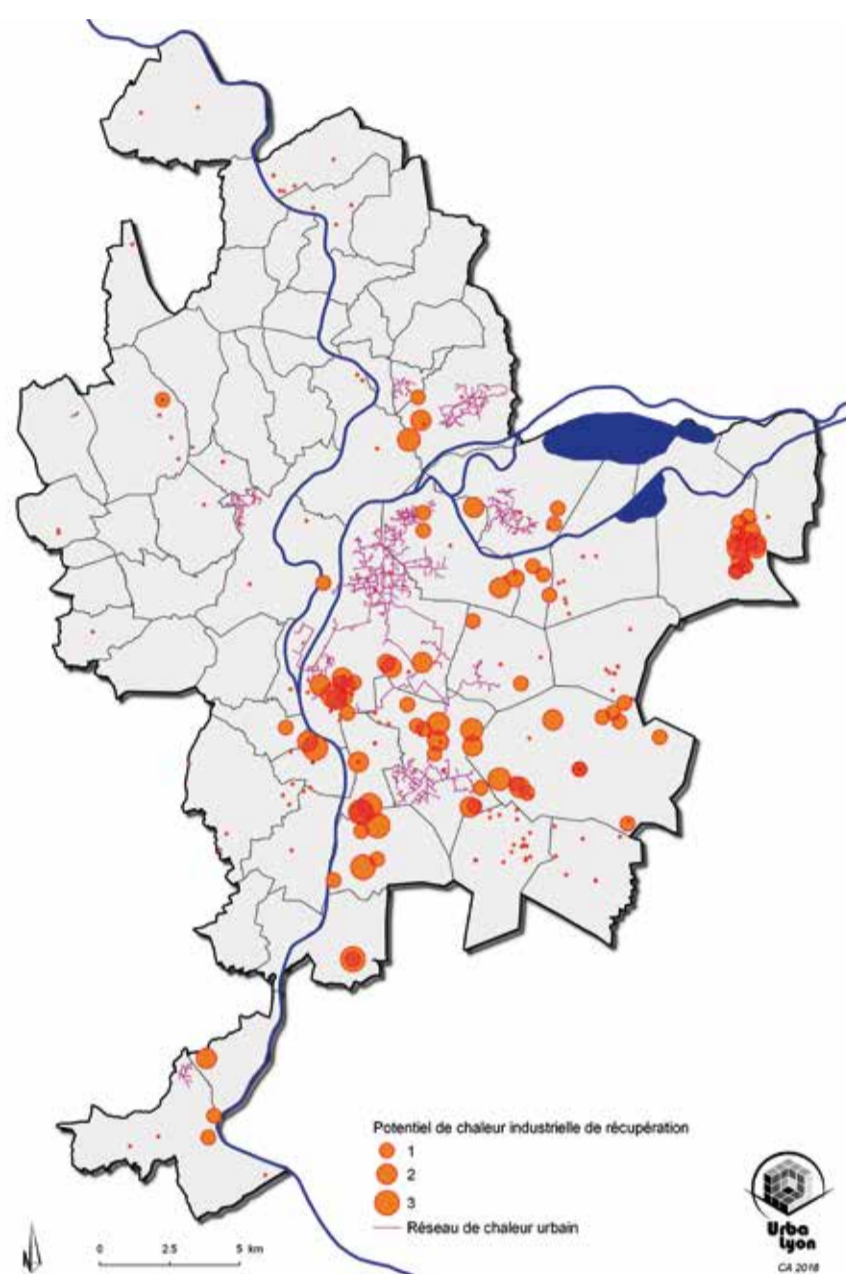 Potentiel de chaleur industrielle de récupération
1
2
3
Réseau de chaleur urbain
0 2.5 5 km
N
Urba
Lyon
CA 2018